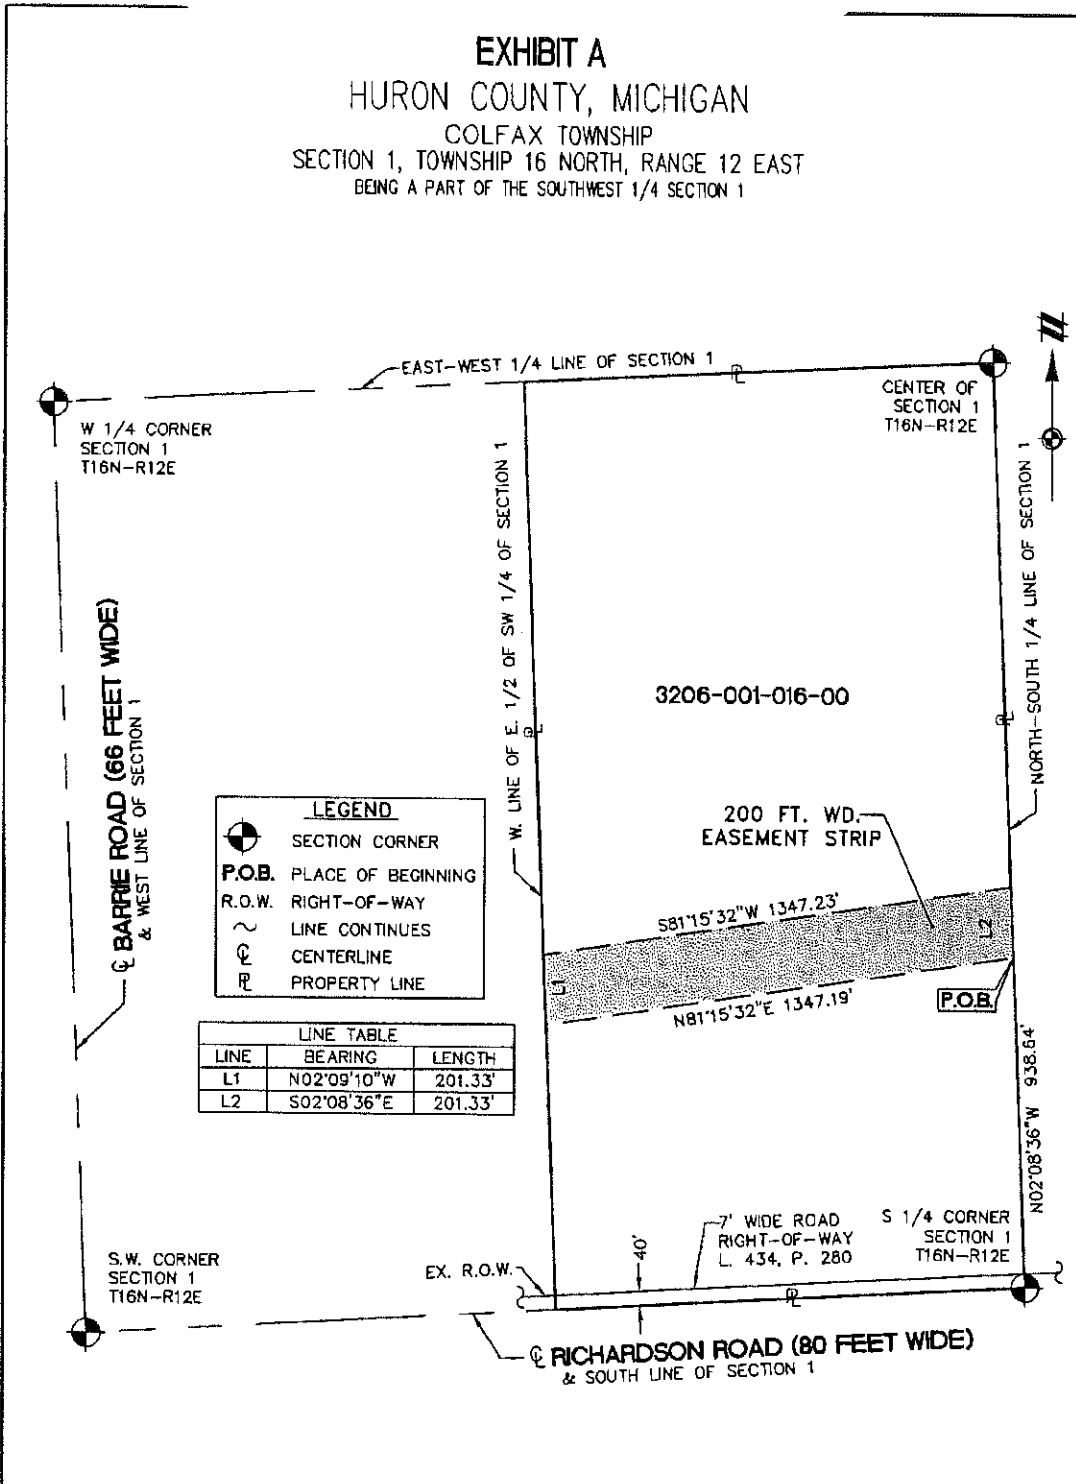 EXHIBIT A
HURON COUNTY, MICHIGAN
COLFAX TOWNSHIP
SECTION 1, TOWNSHIP 16 NORTH, RANGE 12 EAST
BEING A PART OF THE SOUTHWEST 1/4 SECTION 1
EAST-WEST 1/4 LINE OF SECTION 1
W 1/4 CORNER
SECTION 1
T16N-R12E
CENTER OF
SECTION 1
T16N-R12E
W. LINE OF E. 1/2 OF SW 1/4 OF SECTION 1
NORTH-SOUTH 1/4 LINE OF SECTION 1
℄ BARRIE ROAD (66 FEET WIDE)
& WEST LINE OF SECTION 1
3206-001-016-00
200 FT. WD.
EASEMENT STRIP
LEGEND
SECTION CORNER
P.O.B. PLACE OF BEGINNING
R.O.W. RIGHT-OF-WAY
LINE CONTINUES
℄ CENTERLINE
PL PROPERTY LINE
S81°15'32"W 1347.23'
L1
L2
N81°15'32"E 1347.19'
P.O.B.
LINE TABLE
LINE BEARING LENGTH
L1 N02°09'10"W 201.33'
L2 S02°08'36"E 201.33'
N02°08'36"W 938.64'
S.W. CORNER
SECTION 1
T16N-R12E
EX. R.O.W.
40'
7' WIDE ROAD
RIGHT-OF-WAY
L. 434, P. 280
S 1/4 CORNER
SECTION 1
T16N-R12E
℄ RICHARDSON ROAD (80 FEET WIDE)
& SOUTH LINE OF SECTION 1